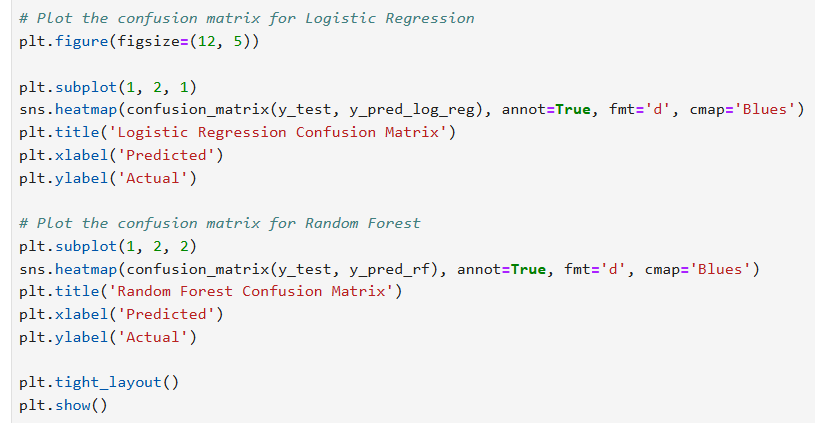 # Plot the confusion matrix for Logistic Regression
plt.figure(figsize=(12, 5))
plt.subplot(1, 2, 1)
sns.heatmap(confusion_matrix(y_test, y_pred_log_reg), annot=True, fmt='d', cmap='Blues')
plt.title('Logistic Regression Confusion Matrix')
plt.xlabel('Predicted')
plt.ylabel('Actual')
# Plot the confusion matrix for Random Forest
plt.subplot(1, 2, 2)
sns.heatmap(confusion_matrix(y_test, y_pred_rf), annot=True, fmt='d', cmap='Blues')
plt.title('Random Forest Confusion Matrix')
plt.xlabel('Predicted')
plt.ylabel('Actual')
plt.tight_layout()
plt.show()